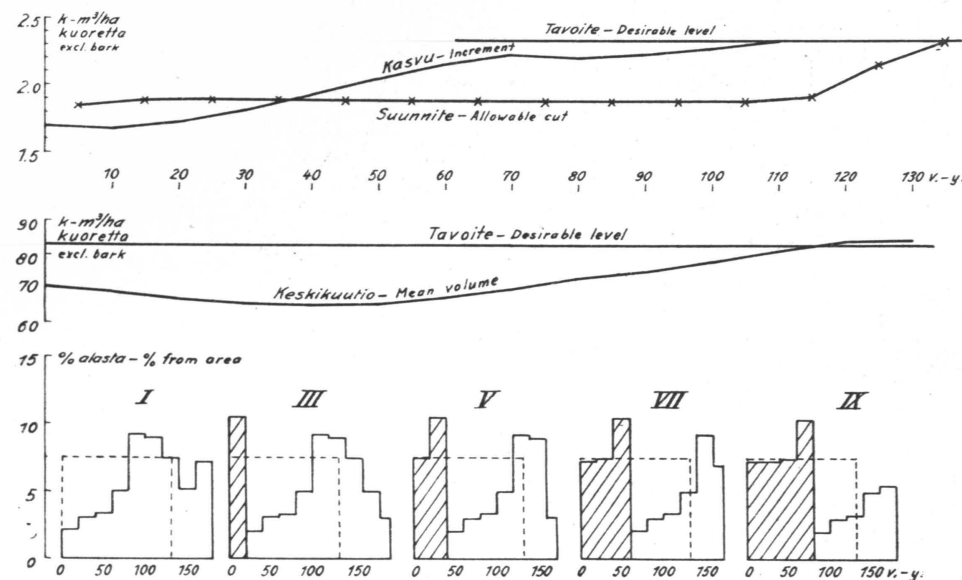 2.5
k-m³/ha
kuoretta
excl. bark
Tavoite – Desirable level
Kasvu – Increment
2.0
Suunnite – Allowable cut
1.5
10 20 30 40 50 60 70 80 90 100 110 120 130 v.-y.
90
k-m³/ha
kuoretta
excl. bark
Tavoite – Desirable level
80
70
Keskikuutio – Mean volume
60
15
% alasta – % from area
I III V VII IX
10
5
0
0 50 100 150 0 50 100 150 0 50 100 150 0 50 100 150 0 50 100 150 v.-y.